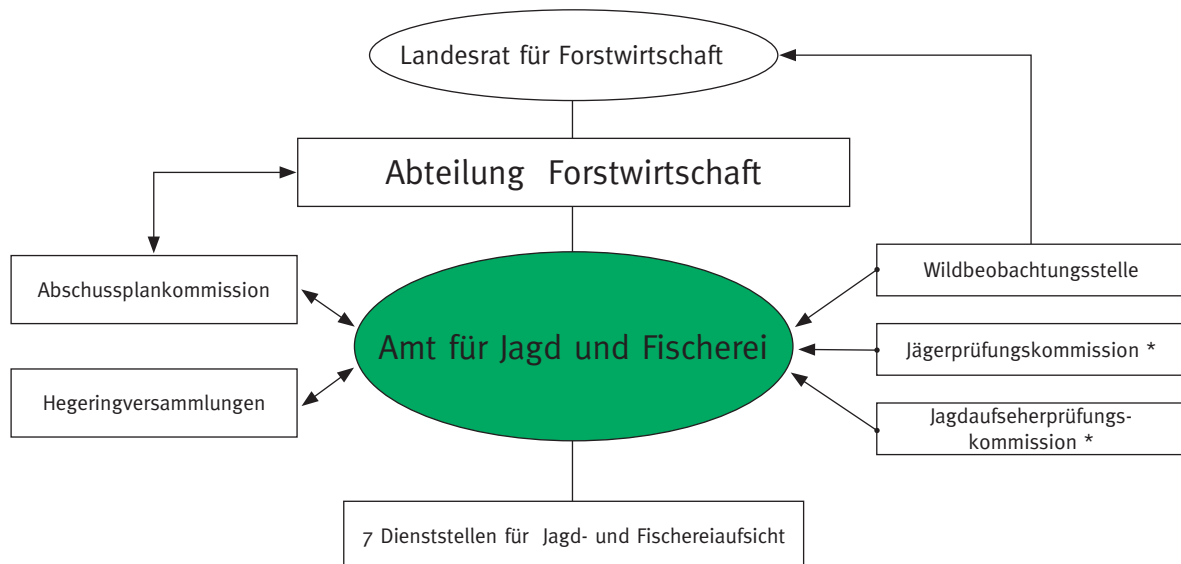 Landesrat für Forstwirtschaft
Abteilung Forstwirtschaft
Abschussplankommission
Wildbeobachtungsstelle
Amt für Jagd und Fischerei
Jägerprüfungskommission *
Hegeringversammlungen
Jagdaufseherprüfungs-
kommission *
7 Dienststellen für Jagd- und Fischereiaufsicht